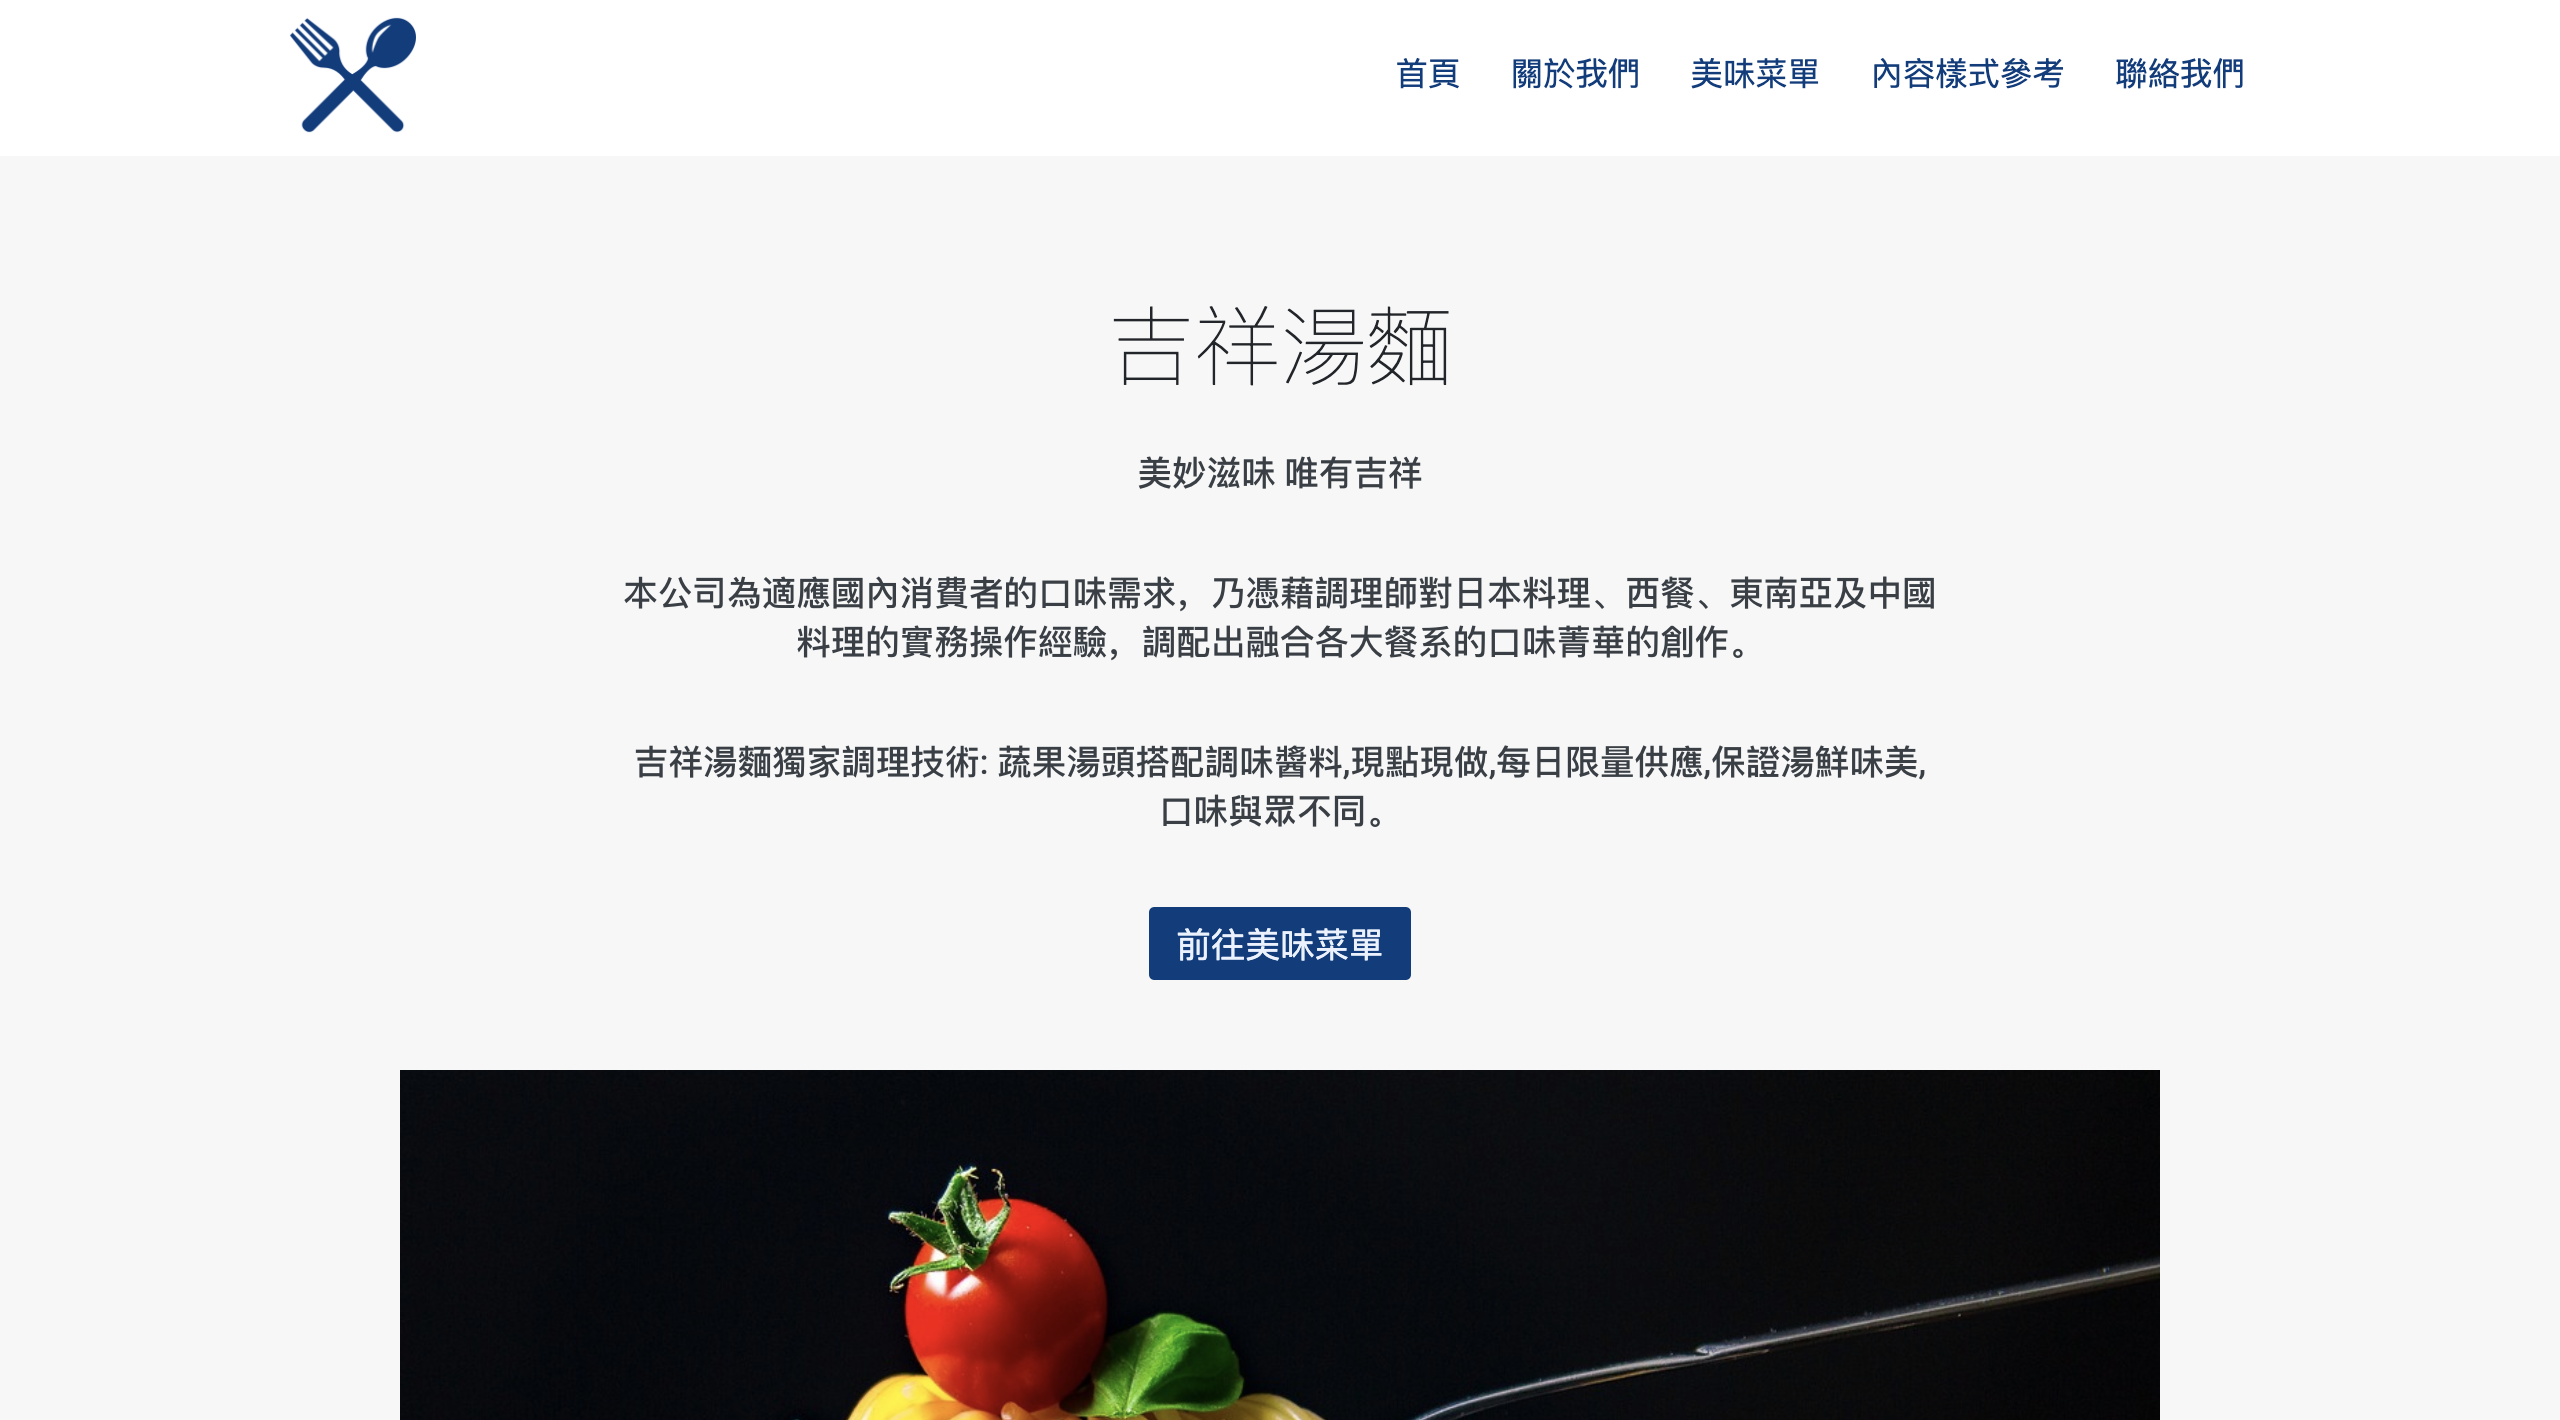 首頁 關於我們 美味菜單 內容樣式參考 聯絡我們
吉祥湯麵
美妙滋味 唯有吉祥
本公司為適應國內消費者的口味需求，乃憑藉調理師對日本料理、西餐、東南亞及中國
料理的實務操作經驗，調配出融合各大餐系的口味菁華的創作。
吉祥湯麵獨家調理技術: 蔬果湯頭搭配調味醬料,現點現做,每日限量供應,保證湯鮮味美,
口味與眾不同。
前往美味菜單